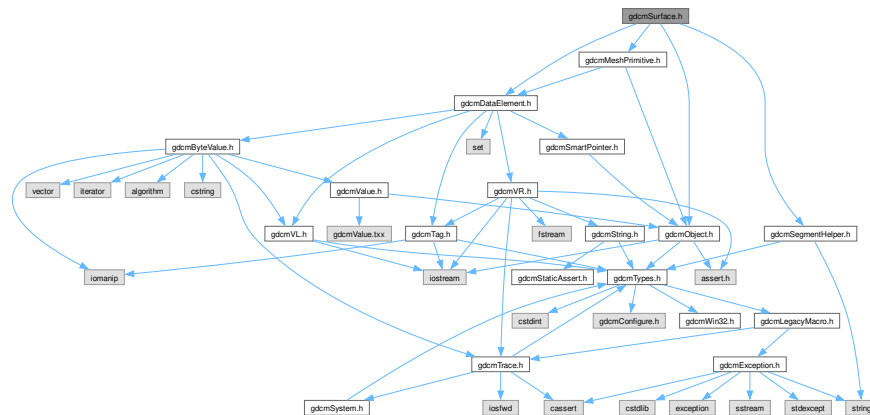 gdcmSurface.h
gdcmMeshPrimitive.h
gdcmDataElement.h
gdcmByteValue.h
set
gdcmSmartPointer.h
vector
iterator
algorithm
cstring
gdcmValue.h
gdcmVR.h
gdcmVL.h
gdcmValue.txx
gdcmTag.h
fstream
gdcmString.h
gdcmObject.h
gdcmSegmentHelper.h
iomanip
iostream
gdcmStaticAssert.h
gdcmTypes.h
assert.h
cstdint
gdcmConfigure.h
gdcmWin32.h
gdcmLegacyMacro.h
gdcmTrace.h
gdcmException.h
gdcmSystem.h
iosfwd
cassert
cstdlib
exception
sstream
stdexcept
string